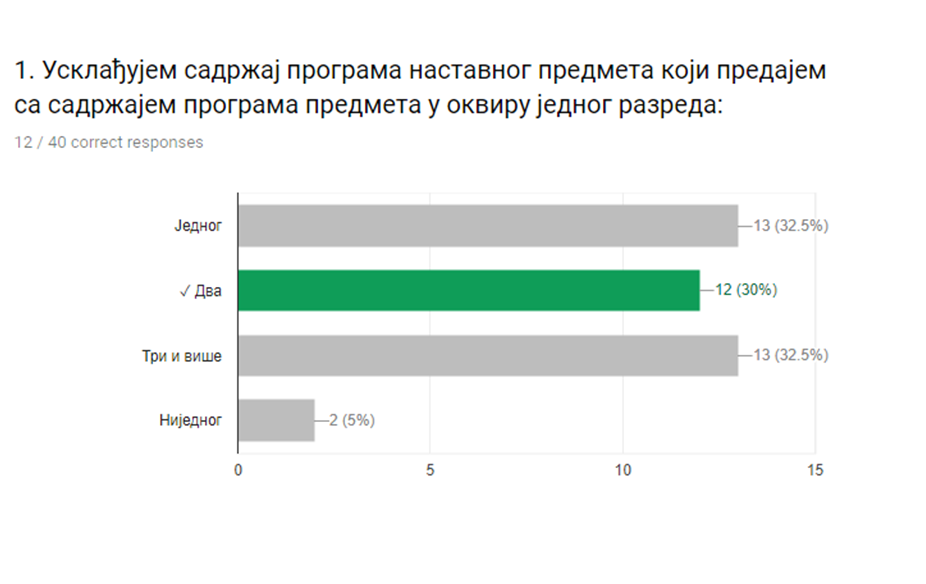 1. Усклађујем садржај програма наставног предмета који предајем
са садржајем програма предмета у оквиру једног разреда:
12 / 40 correct responses
Једног
13 (32.5%)
✓ Два
12 (30%)
Три и више
13 (32.5%)
Ниједног
2 (5%)
0 5 10 15